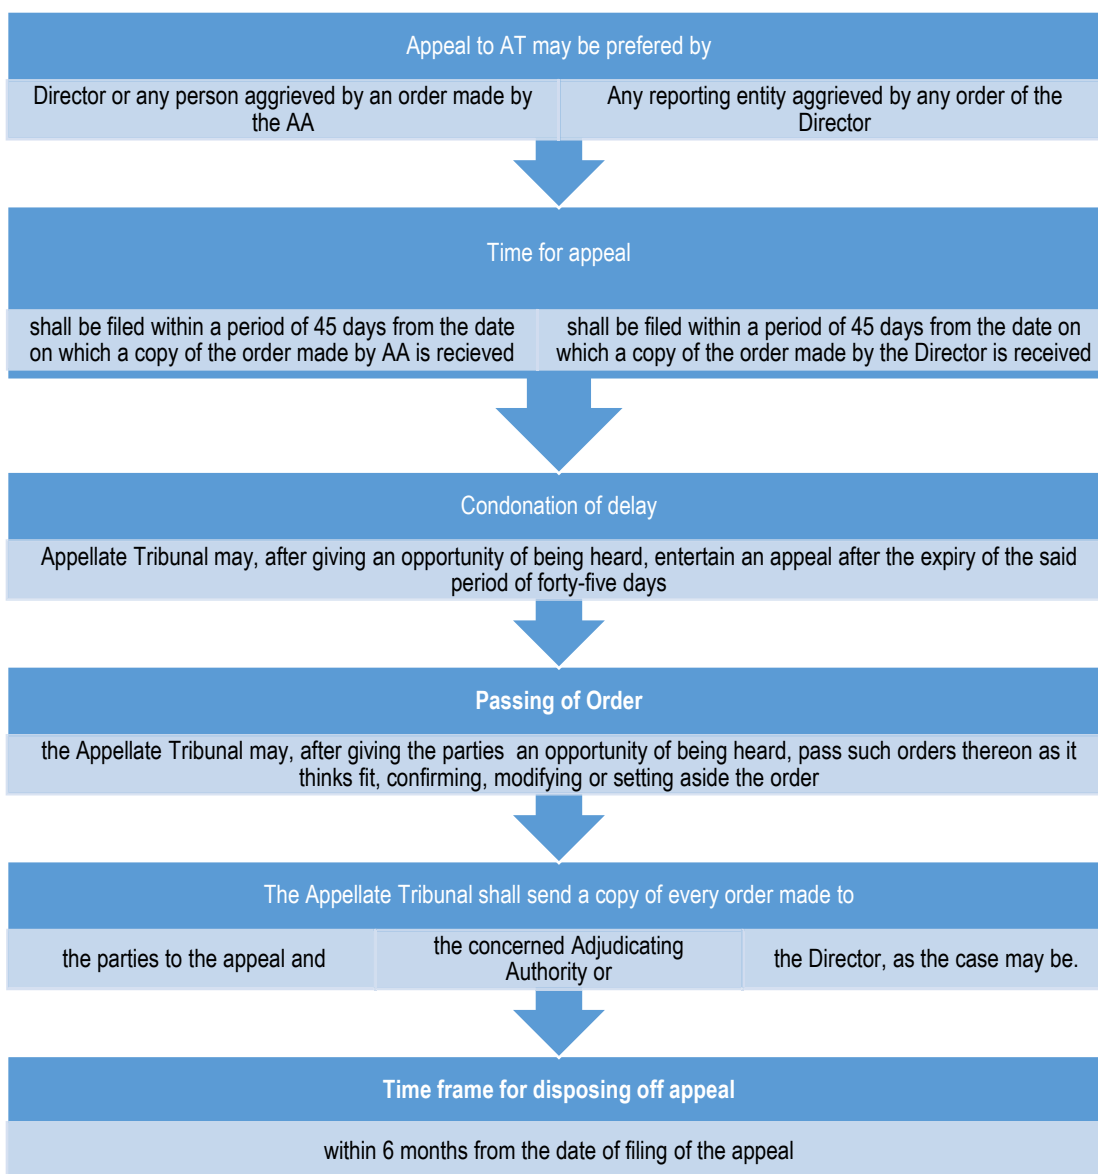 Appeal to AT may be prefered by
Director or any person aggrieved by an order made by
the AA
Any reporting entity aggrieved by any order of the
Director
Time for appeal
shall be filed within a period of 45 days from the date
on which a copy of the order made by AA is recieved
shall be filed within a period of 45 days from the date on
which a copy of the order made by the Director is received
Condonation of delay
Appellate Tribunal may, after giving an opportunity of being heard, entertain an appeal after the expiry of the said
period of forty-five days
Passing of Order
the Appellate Tribunal may, after giving the parties an opportunity of being heard, pass such orders thereon as it
thinks fit, confirming, modifying or setting aside the order
The Appellate Tribunal shall send a copy of every order made to
the parties to the appeal and
the concerned Adjudicating
Authority or
the Director, as the case may be.
Time frame for disposing off appeal
within 6 months from the date of filing of the appeal